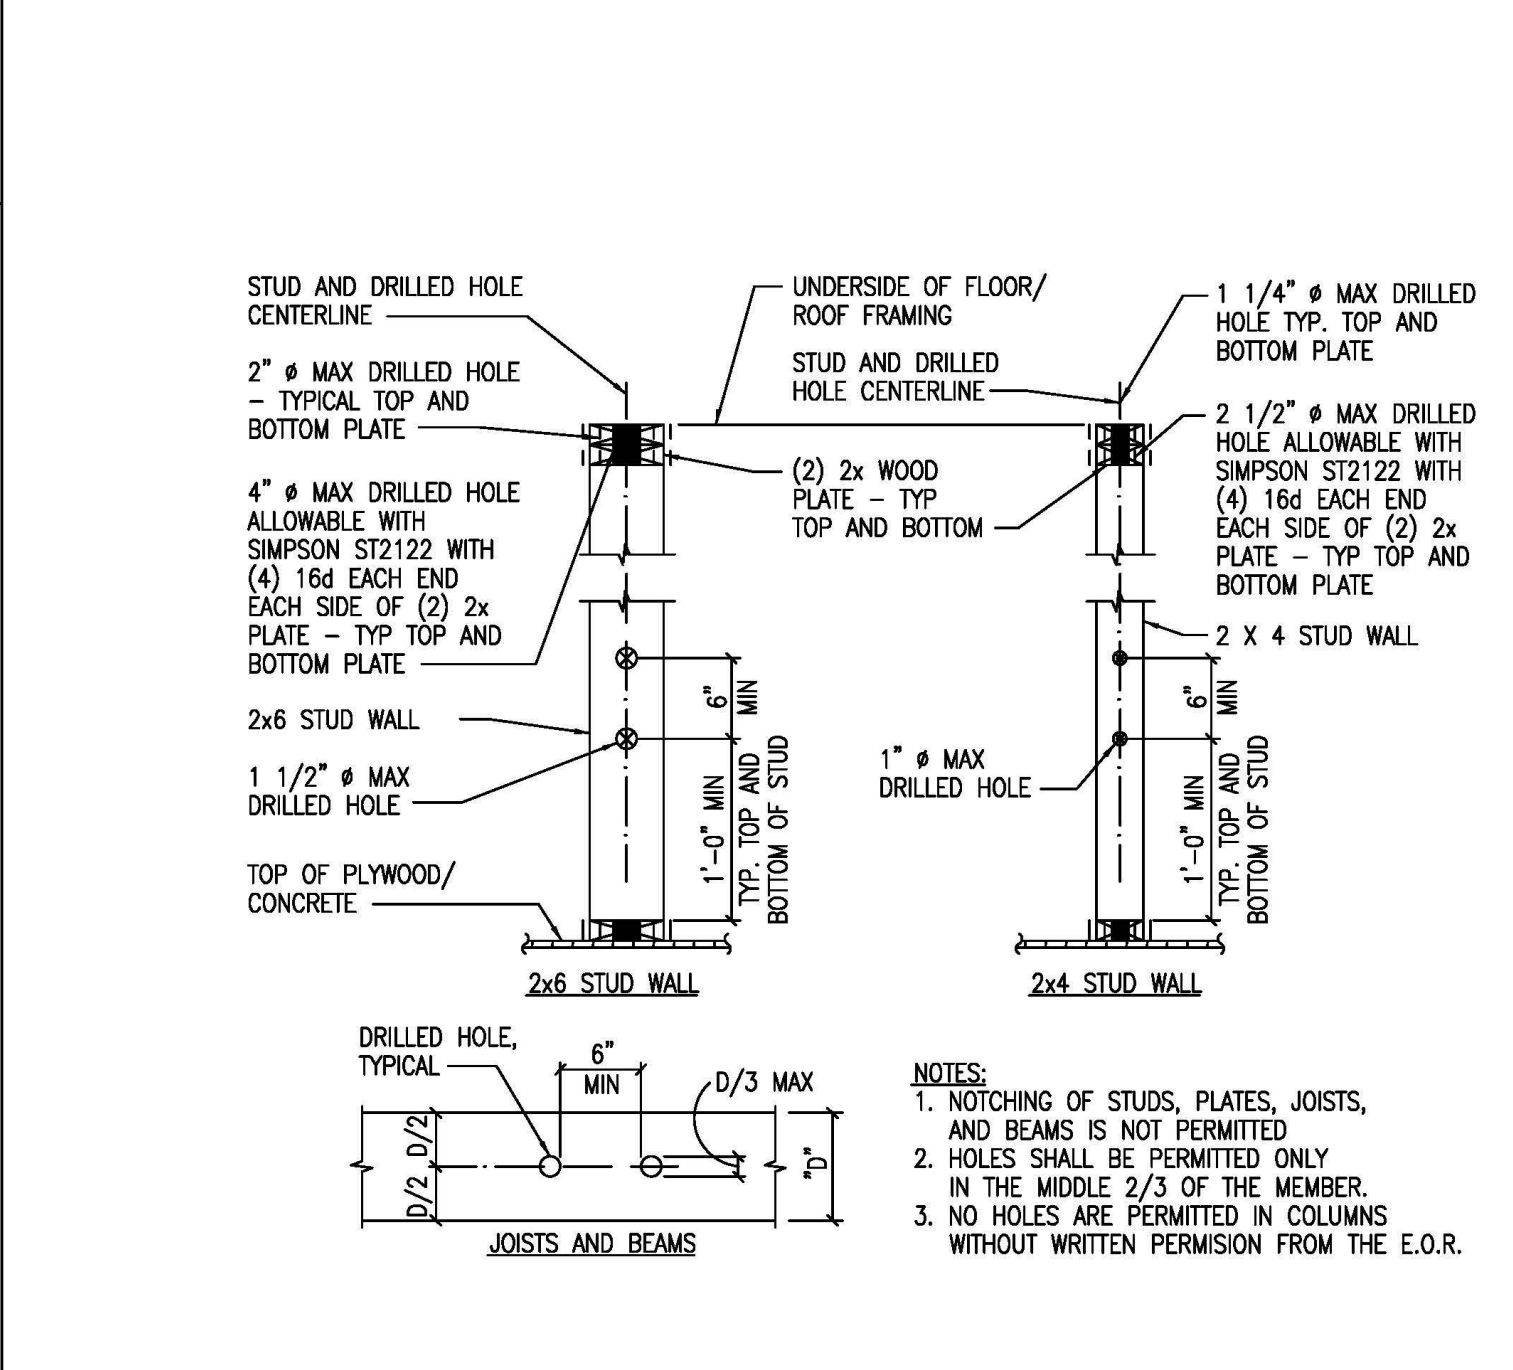 STUD AND DRILLED HOLE
CENTERLINE
2" ø MAX DRILLED HOLE
- TYPICAL TOP AND
BOTTOM PLATE
4" ø MAX DRILLED HOLE
ALLOWABLE WITH
SIMPSON ST2122 WITH
(4) 16d EACH END
EACH SIDE OF (2) 2x
PLATE - TYP TOP AND
BOTTOM PLATE
2x6 STUD WALL
1 1/2" ø MAX
DRILLED HOLE
TOP OF PLYWOOD/
CONCRETE
6"
MIN
1'-0" MIN
TYP. TOP AND
BOTTOM OF STUD
2x6 STUD WALL
UNDERSIDE OF FLOOR/
ROOF FRAMING
STUD AND DRILLED
HOLE CENTERLINE
(2) 2x WOOD
PLATE - TYP
TOP AND BOTTOM
1" ø MAX
DRILLED HOLE
1 1/4" ø MAX DRILLED
HOLE TYP. TOP AND
BOTTOM PLATE
2 1/2" ø MAX DRILLED
HOLE ALLOWABLE WITH
SIMPSON ST2122 WITH
(4) 16d EACH END
EACH SIDE OF (2) 2x
PLATE - TYP TOP AND
BOTTOM PLATE
2 X 4 STUD WALL
6"
MIN
1'-0" MIN
TYP. TOP AND
BOTTOM OF STUD
2x4 STUD WALL
DRILLED HOLE,
TYPICAL
6"
MIN
D/3 MAX
D/2
D/2
"D"
JOISTS AND BEAMS
NOTES:
1. NOTCHING OF STUDS, PLATES, JOISTS,
AND BEAMS IS NOT PERMITTED
2. HOLES SHALL BE PERMITTED ONLY
IN THE MIDDLE 2/3 OF THE MEMBER.
3. NO HOLES ARE PERMITTED IN COLUMNS
WITHOUT WRITTEN PERMISION FROM THE E.O.R.